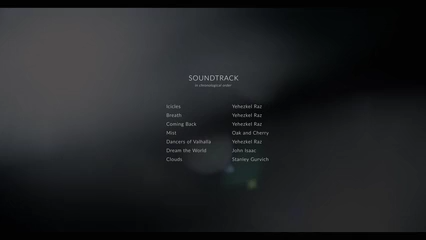 SOUNDTRACK
in chronological order
Icicles Yehezkel Raz
Breath Yehezkel Raz
Coming Back Yehezkel Raz
Mist Oak and Cherry
Dancers of Valhalla Yehezkel Raz
Dream the World John Isaac
Clouds Stanley Gurvich